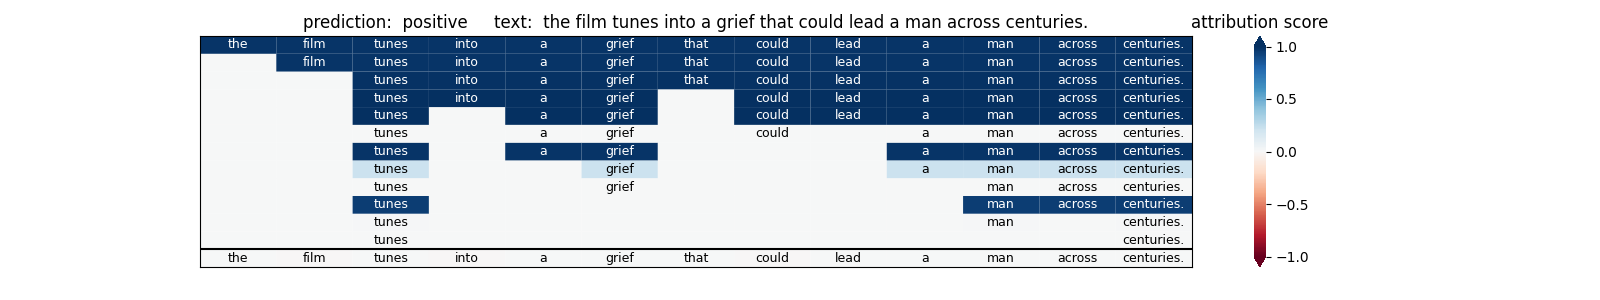 prediction:  positive     text:  the film tunes into a grief that could lead a man across centuries.     attribution score
the film tunes into a grief that could lead a man across centuries.
film tunes into a grief that could lead a man across centuries.
tunes into a grief that could lead a man across centuries.
tunes into a grief could lead a man across centuries.
tunes a grief could lead a man across centuries.
tunes a grief could a man across centuries.
tunes a grief a man across centuries.
tunes grief a man across centuries.
tunes grief man across centuries.
tunes man across centuries.
tunes man centuries.
tunes centuries.
the film tunes into a grief that could lead a man across centuries.
1.0
0.5
0.0
−0.5
−1.0